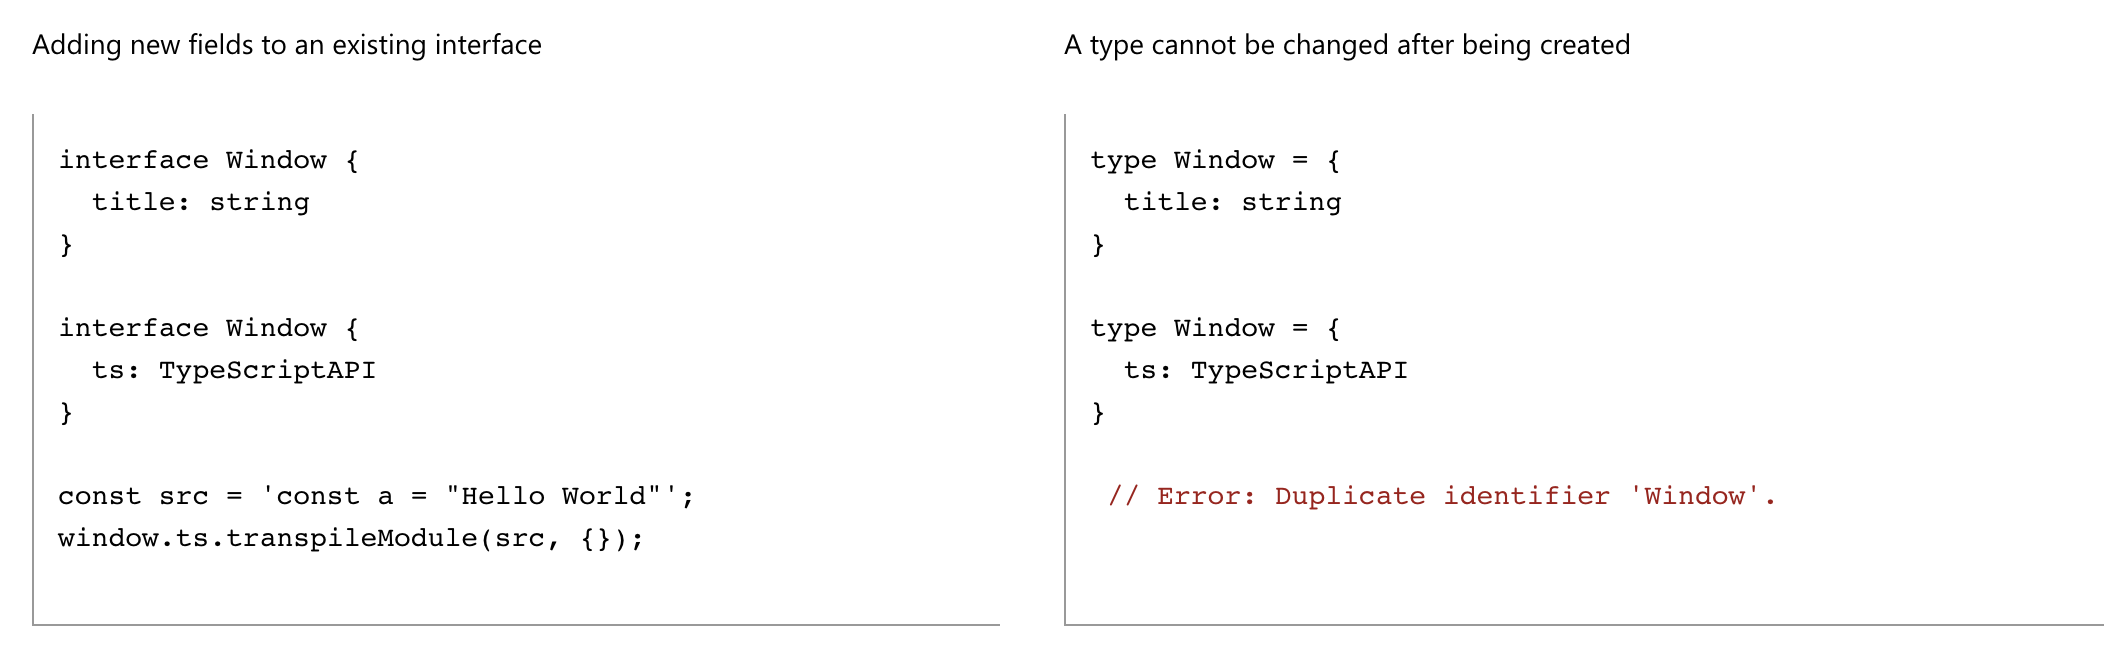 Adding new fields to an existing interface
interface Window {
  title: string
}
interface Window {
  ts: TypeScriptAPI
}
const src = 'const a = "Hello World"';
window.ts.transpileModule(src, {});
A type cannot be changed after being created
type Window = {
  title: string
}
type Window = {
  ts: TypeScriptAPI
}
// Error: Duplicate identifier 'Window'.